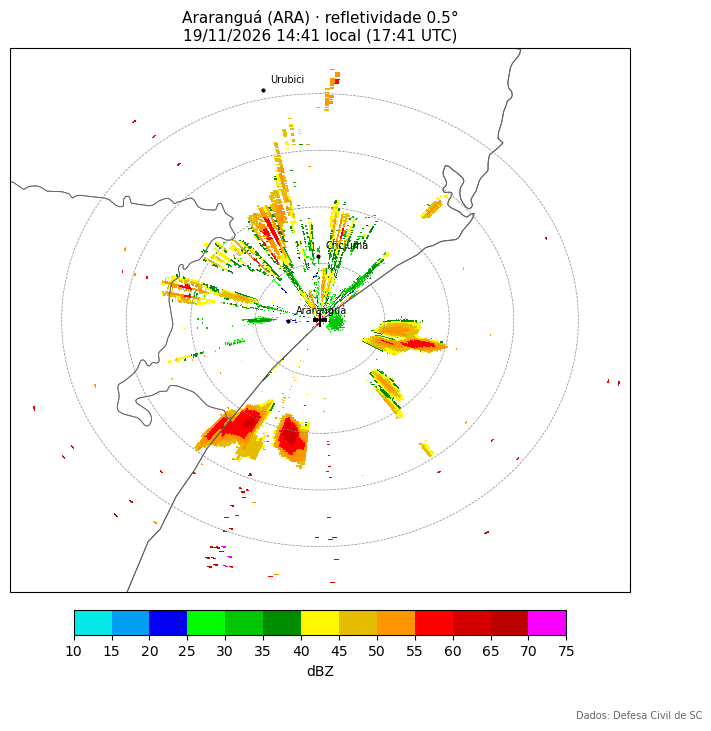 Araranguá (ARA) · refletividade 0.5°
19/11/2026 14:41 local (17:41 UTC)
Urubici
Criciúma
Araranguá
10 15 20 25 30 35 40 45 50 55 60 65 70 75
dBZ
Dados: Defesa Civil de SC